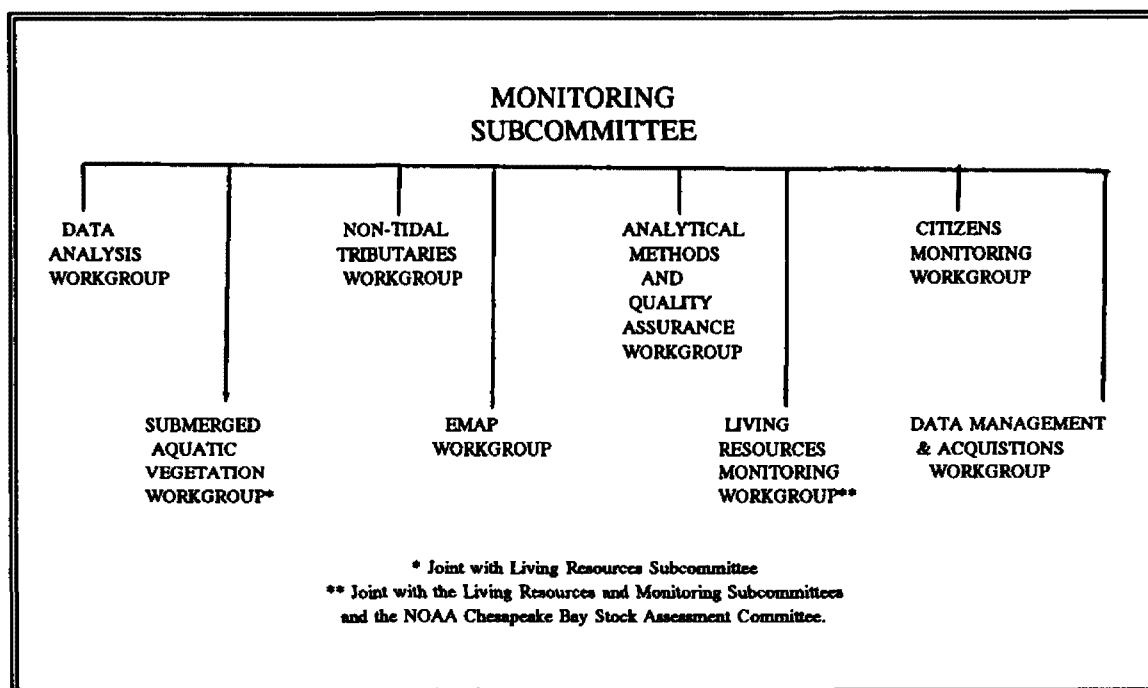 MONITORING
SUBCOMMITTEE
DATA
ANALYSIS
WORKGROUP
NON-TIDAL
TRIBUTARIES
WORKGROUP
ANALYTICAL
METHODS
AND
QUALITY
ASSURANCE
WORKGROUP
CITIZENS
MONITORING
WORKGROUP
SUBMERGED
AQUATIC
VEGETATION
WORKGROUP*
EMAP
WORKGROUP
LIVING
RESOURCES
MONITORING
WORKGROUP**
DATA MANAGEMENT
& ACQUISTIONS
WORKGROUP
* Joint with Living Resources Subcommittee
** Joint with the Living Resources and Monitoring Subcommittees
and the NOAA Chesapeake Bay Stock Assessment Committee.